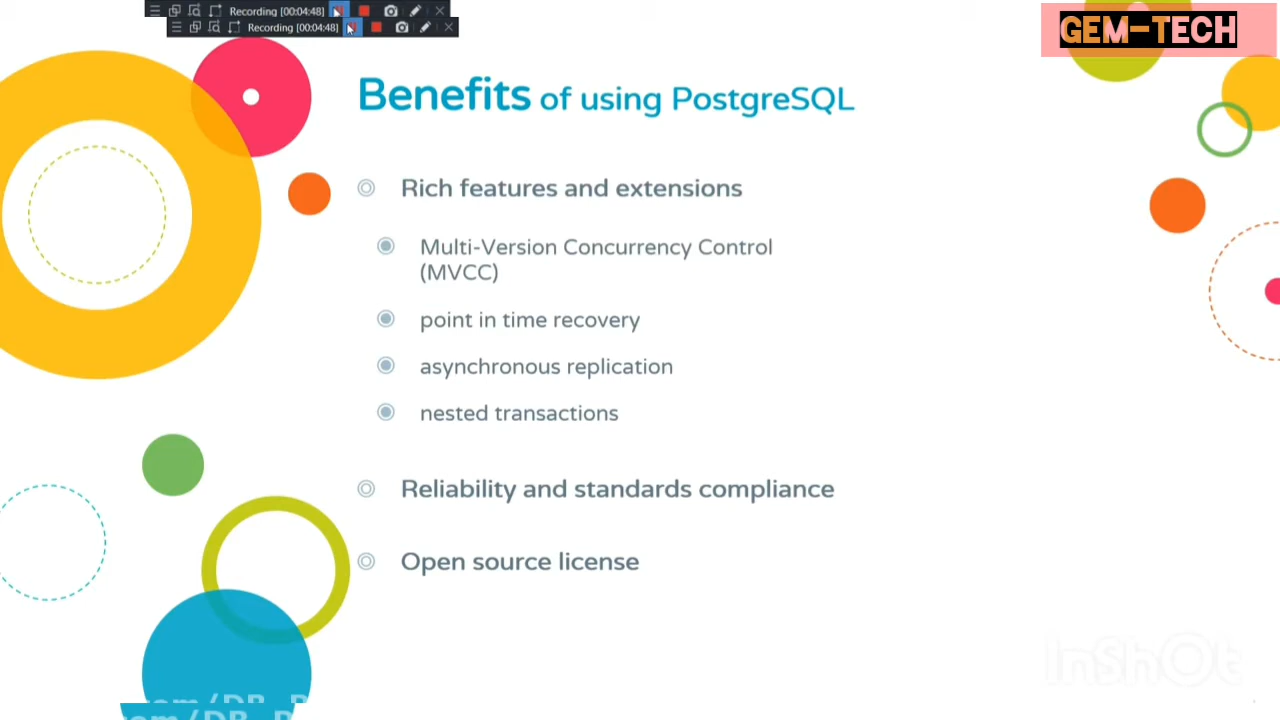 Recording [00:04:48]
Recording [00:04:48]
GEM-TECH
Benefits of using PostgreSQL
Rich features and extensions
Multi-Version Concurrency Control
(MVCC)
point in time recovery
asynchronous replication
nested transactions
Reliability and standards compliance
Open source license
InShOt